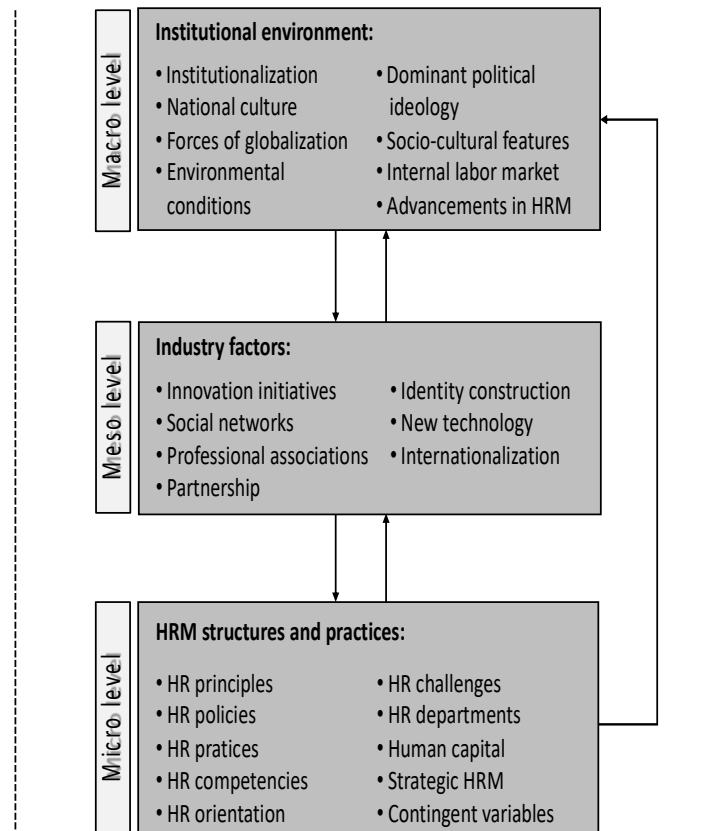 Macro level
Institutional environment:
• Institutionalization
• National culture
• Forces of globalization
• Environmental
conditions
• Dominant political
ideology
• Socio-cultural features
• Internal labor market
• Advancements in HRM
Meso level
Industry factors:
• Innovation initiatives
• Social networks
• Professional associations
• Partnership
• Identity construction
• New technology
• Internationalization
Micro level
HRM structures and practices:
• HR principles
• HR policies
• HR pratices
• HR competencies
• HR orientation
• HR challenges
• HR departments
• Human capital
• Strategic HRM
• Contingent variables